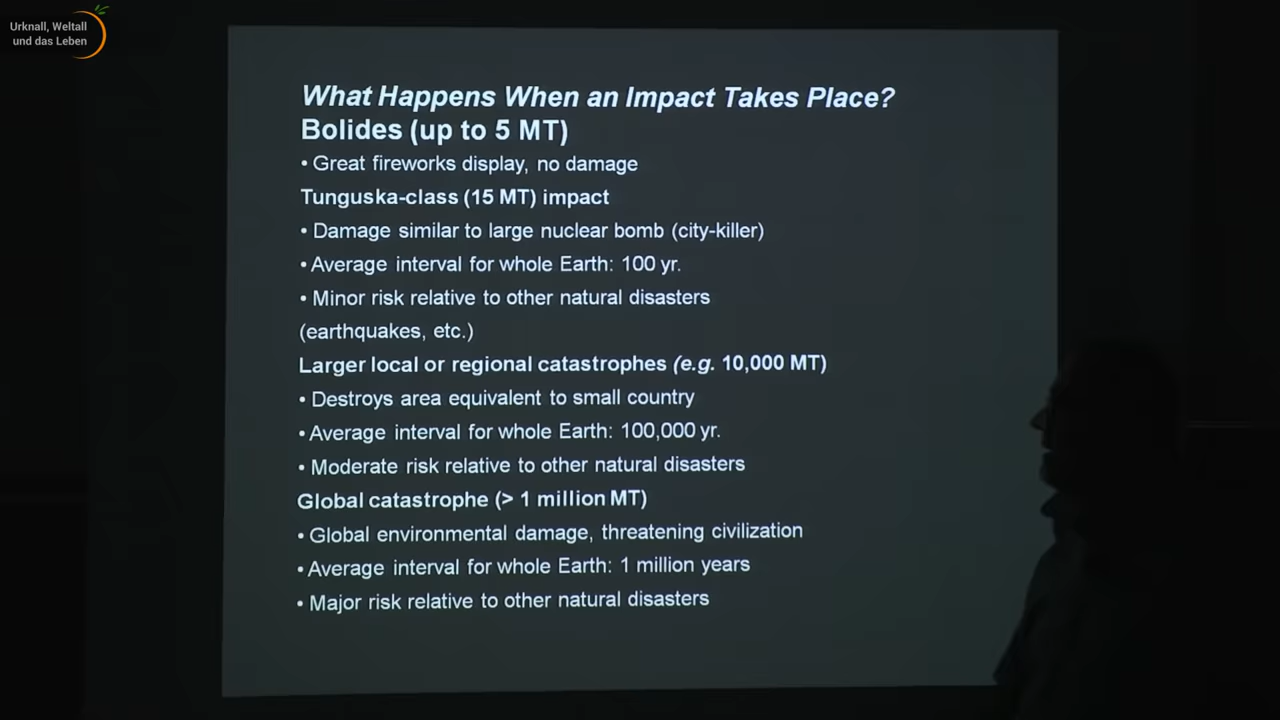 Urknall, Weltall
und das Leben
What Happens When an Impact Takes Place?
Bolides (up to 5 MT)
• Great fireworks display, no damage
Tunguska-class (15 MT) impact
• Damage similar to large nuclear bomb (city-killer)
• Average interval for whole Earth: 100 yr.
• Minor risk relative to other natural disasters
(earthquakes, etc.)
Larger local or regional catastrophes (e.g. 10,000 MT)
• Destroys area equivalent to small country
• Average interval for whole Earth: 100,000 yr.
• Moderate risk relative to other natural disasters
Global catastrophe (> 1 million MT)
• Global environmental damage, threatening civilization
• Average interval for whole Earth: 1 million years
• Major risk relative to other natural disasters